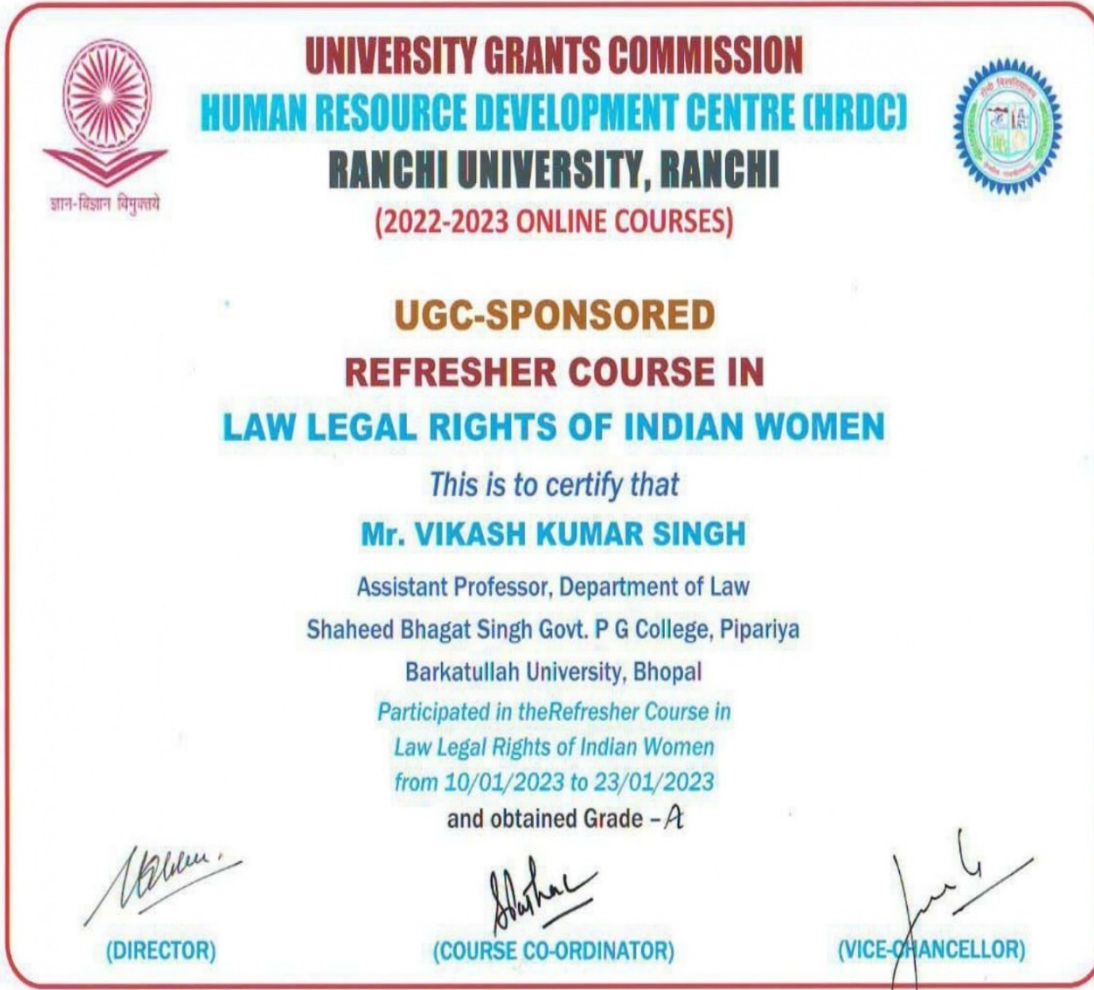 UNIVERSITY GRANTS COMMISSION
HUMAN RESOURCE DEVELOPMENT CENTRE (HRDC)
RANCHI UNIVERSITY, RANCHI
(2022-2023 ONLINE COURSES)
ज्ञान-विज्ञान विमुक्तये
UGC-SPONSORED
REFRESHER COURSE IN
LAW LEGAL RIGHTS OF INDIAN WOMEN
This is to certify that
Mr. VIKASH KUMAR SINGH
Assistant Professor, Department of Law
Shaheed Bhagat Singh Govt. P G College, Pipariya
Barkatullah University, Bhopal
Participated in theRefresher Course in
Law Legal Rights of Indian Women
from 10/01/2023 to 23/01/2023
and obtained Grade – A
(DIRECTOR)
(COURSE CO-ORDINATOR)
(VICE-CHANCELLOR)